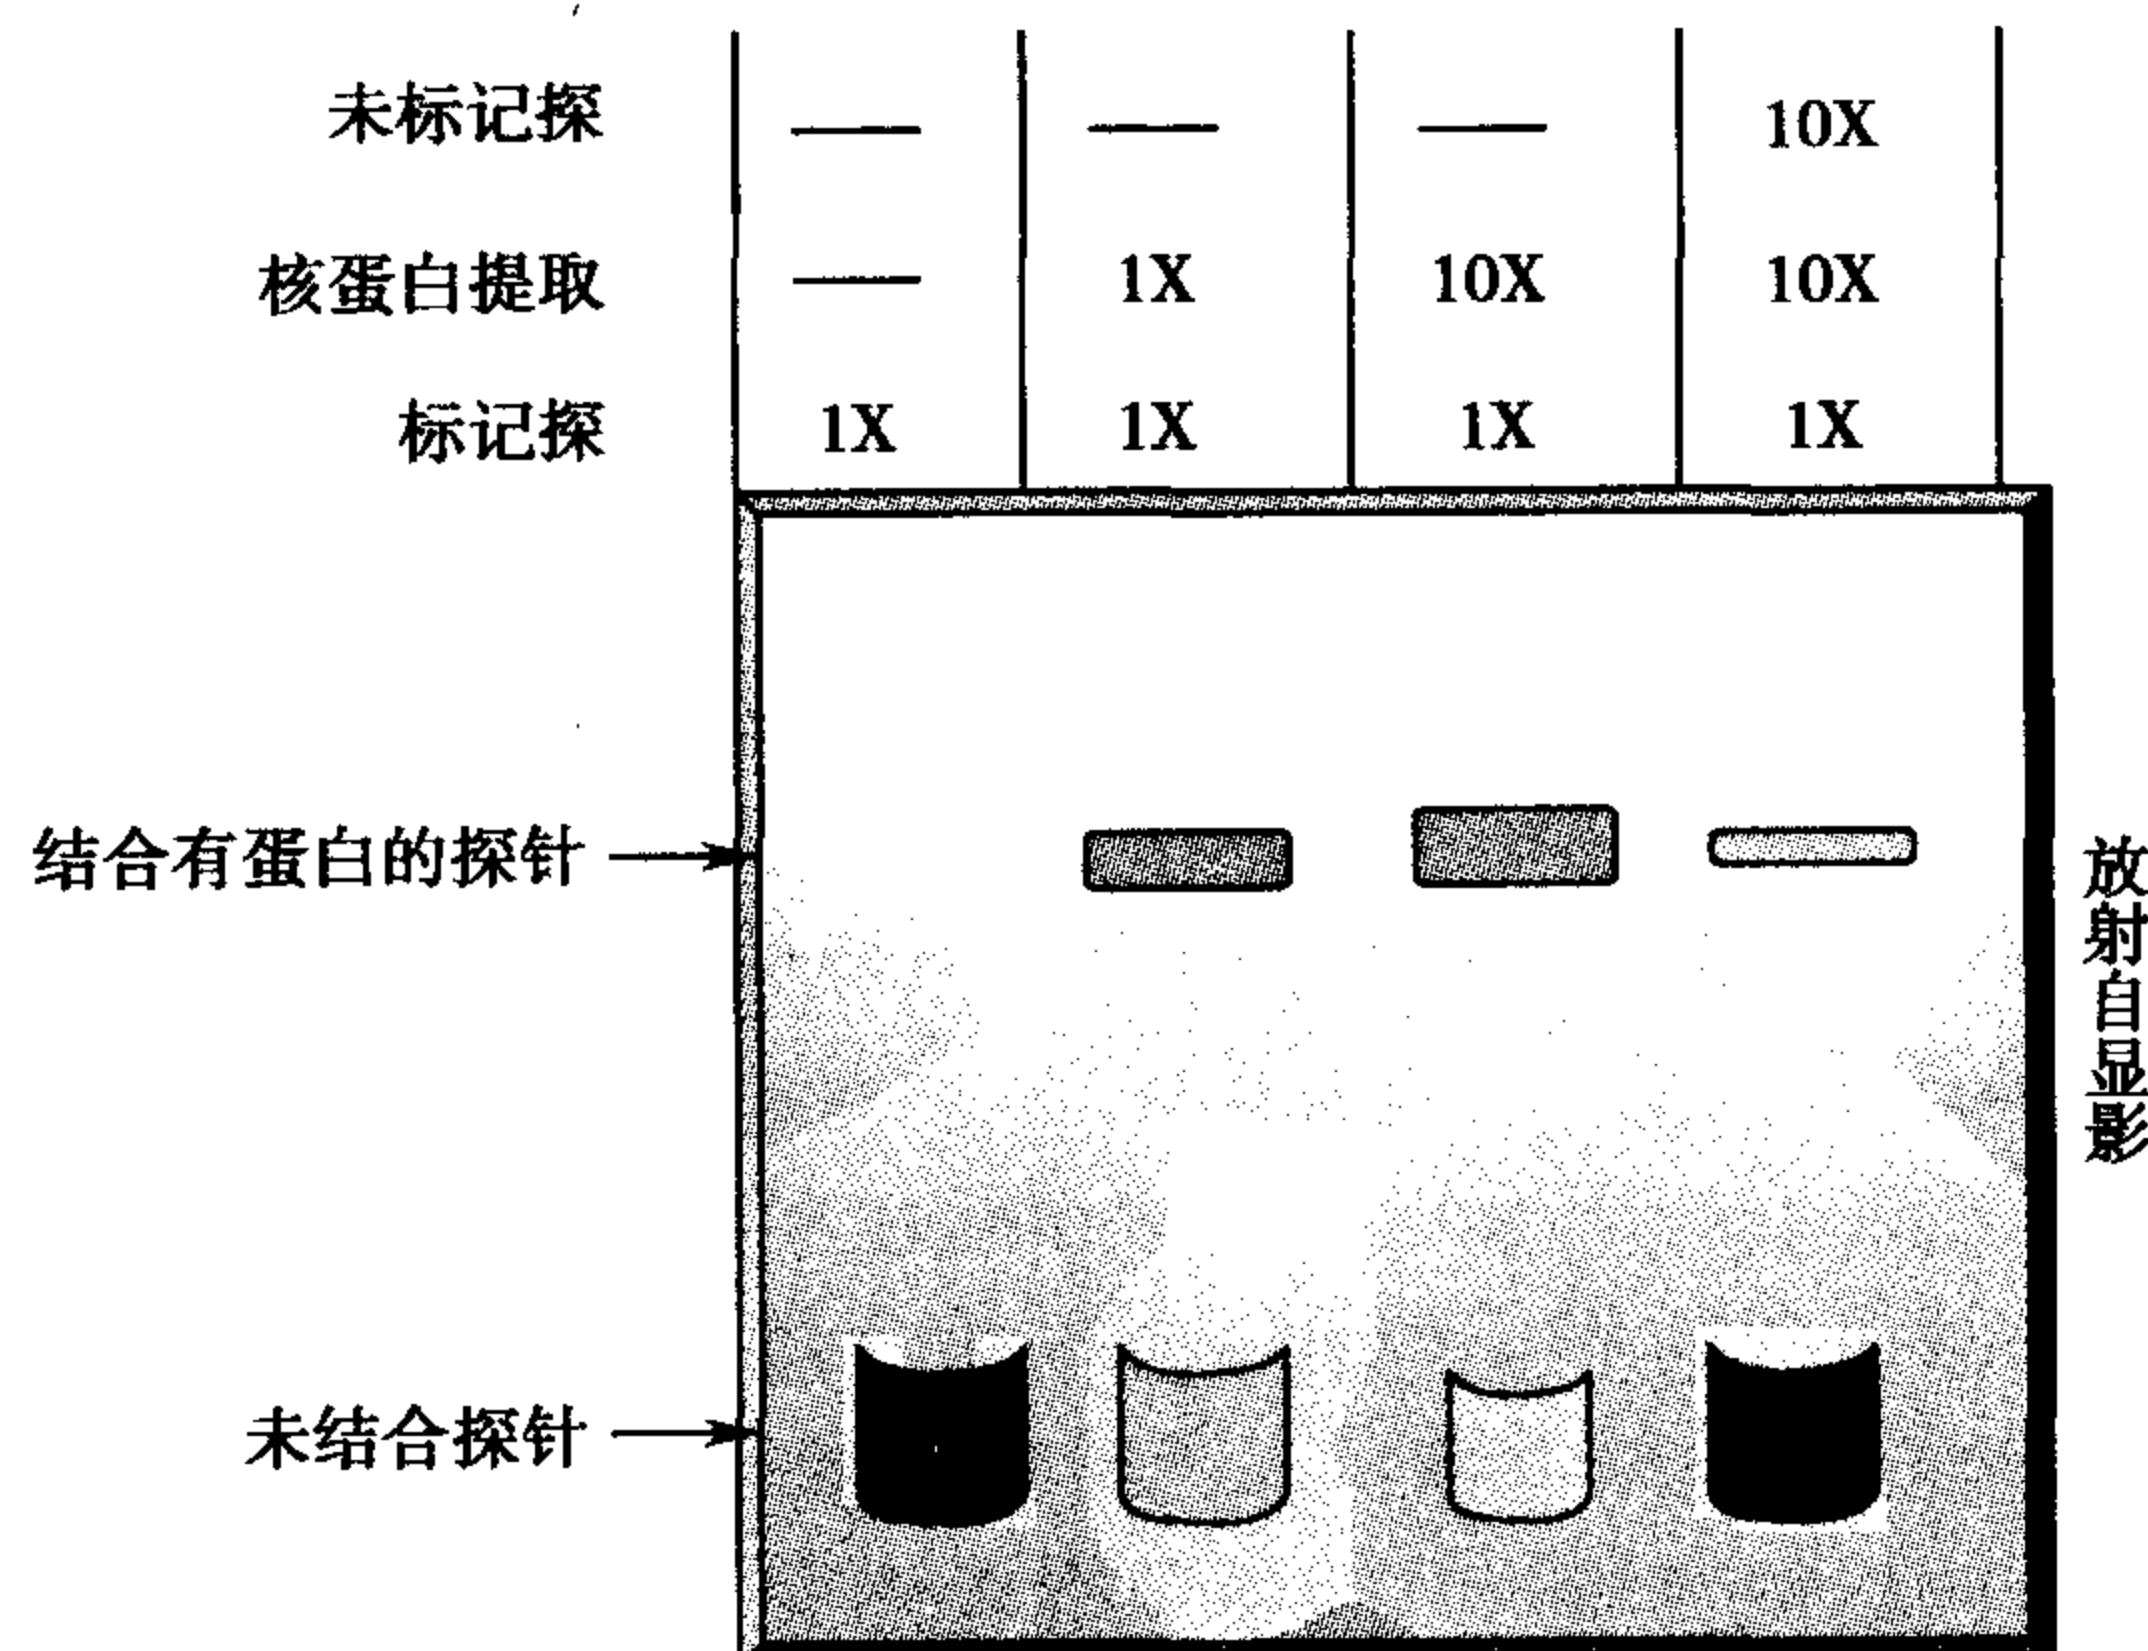 未标记探 — — — 10X
核蛋白提取 — 1X 10X 10X
标记探 1X 1X 1X 1X
结合有蛋白的探针
未结合探针
放射自显影